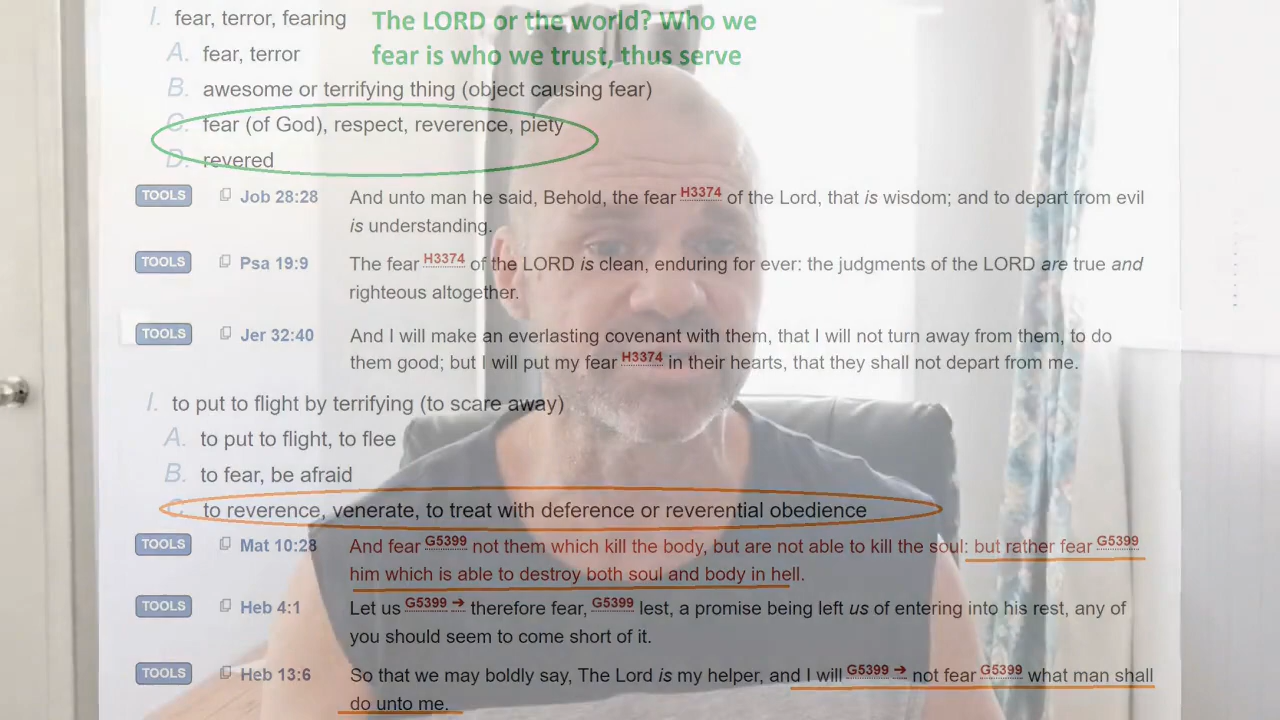 I. fear, terror, fearing
The LORD or the world? Who we
fear is who we trust, thus serve
A. fear, terror
B. awesome or terrifying thing (object causing fear)
C. fear (of God), respect, reverence, piety
D. revered
TOOLS Job 28:28 And unto man he said, Behold, the fear H3374 of the Lord, that is wisdom; and to depart from evil
is understanding.
TOOLS Psa 19:9 The fear H3374 of the LORD is clean, enduring for ever: the judgments of the LORD are true and
righteous altogether.
TOOLS Jer 32:40 And I will make an everlasting covenant with them, that I will not turn away from them, to do
them good; but I will put my fear H3374 in their hearts, that they shall not depart from me.
I. to put to flight by terrifying (to scare away)
A. to put to flight, to flee
B. to fear, be afraid
C. to reverence, venerate, to treat with deference or reverential obedience
TOOLS Mat 10:28 And fear G5399 not them which kill the body, but are not able to kill the soul: but rather fear G5399
him which is able to destroy both soul and body in hell.
TOOLS Heb 4:1 Let us G5399 → therefore fear, G5399 lest, a promise being left us of entering into his rest, any of
you should seem to come short of it.
TOOLS Heb 13:6 So that we may boldly say, The Lord is my helper, and I will G5399 → not fear G5399 what man shall
do unto me.